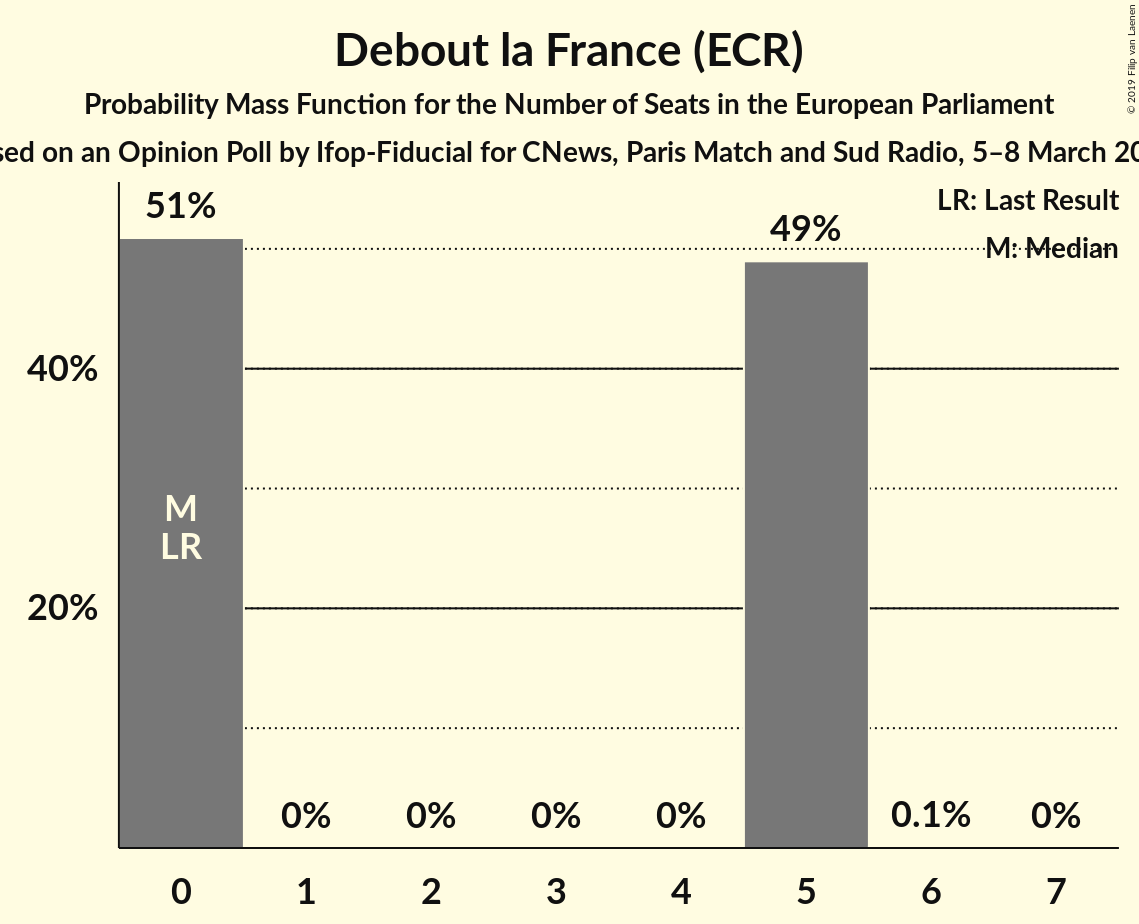 Debout la France (ECR)
Probability Mass Function for the Number of Seats in the European Parliament
sed on an Opinion Poll by Ifop-Fiducial for CNews, Paris Match and Sud Radio, 5–8 March 20
© 2019 Filip van Laenen
LR: Last Result
M: Median
51%
49%
40%
20%
M
LR
0%
0%
0%
0%
0.1%
0%
0
1
2
3
4
5
6
7